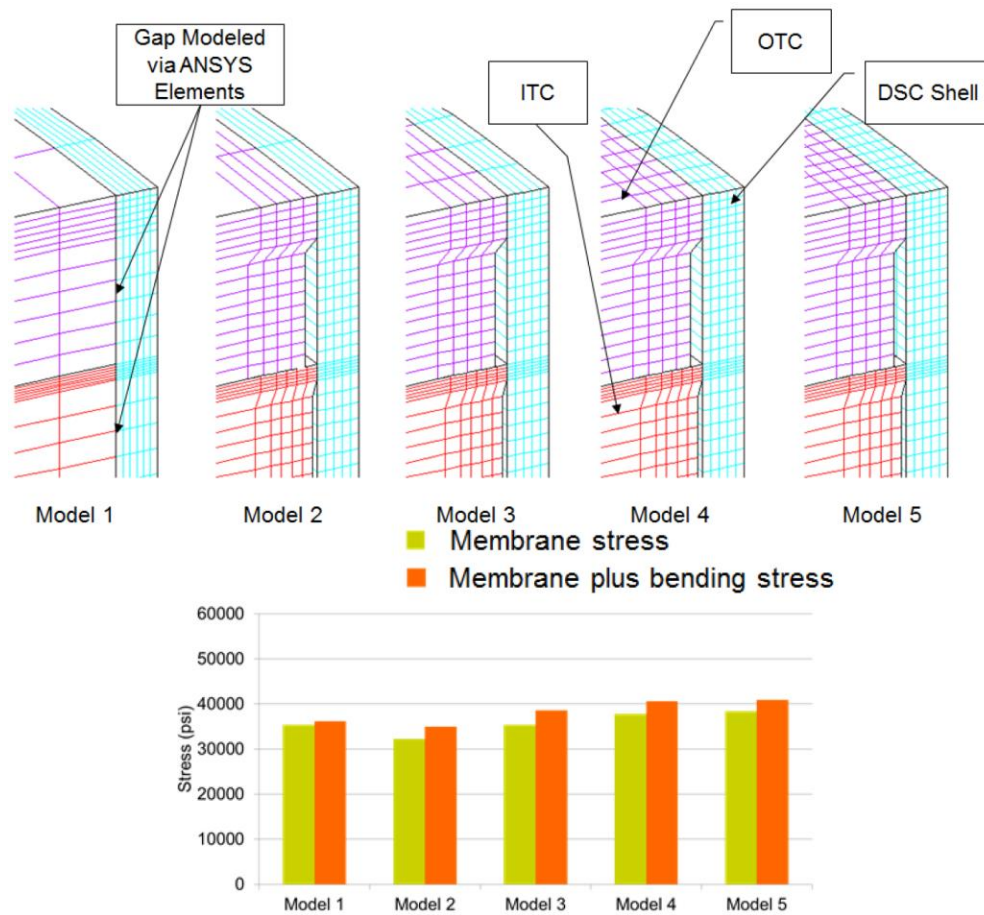 Gap Modeled
via ANSYS
Elements
OTC
ITC
DSC Shell
Model 1
Model 2
Model 3
Model 4
Model 5
Membrane stress
Membrane plus bending stress
60000
50000
40000
30000
20000
10000
0
Stress (psi)
Model 1
Model 2
Model 3
Model 4
Model 5